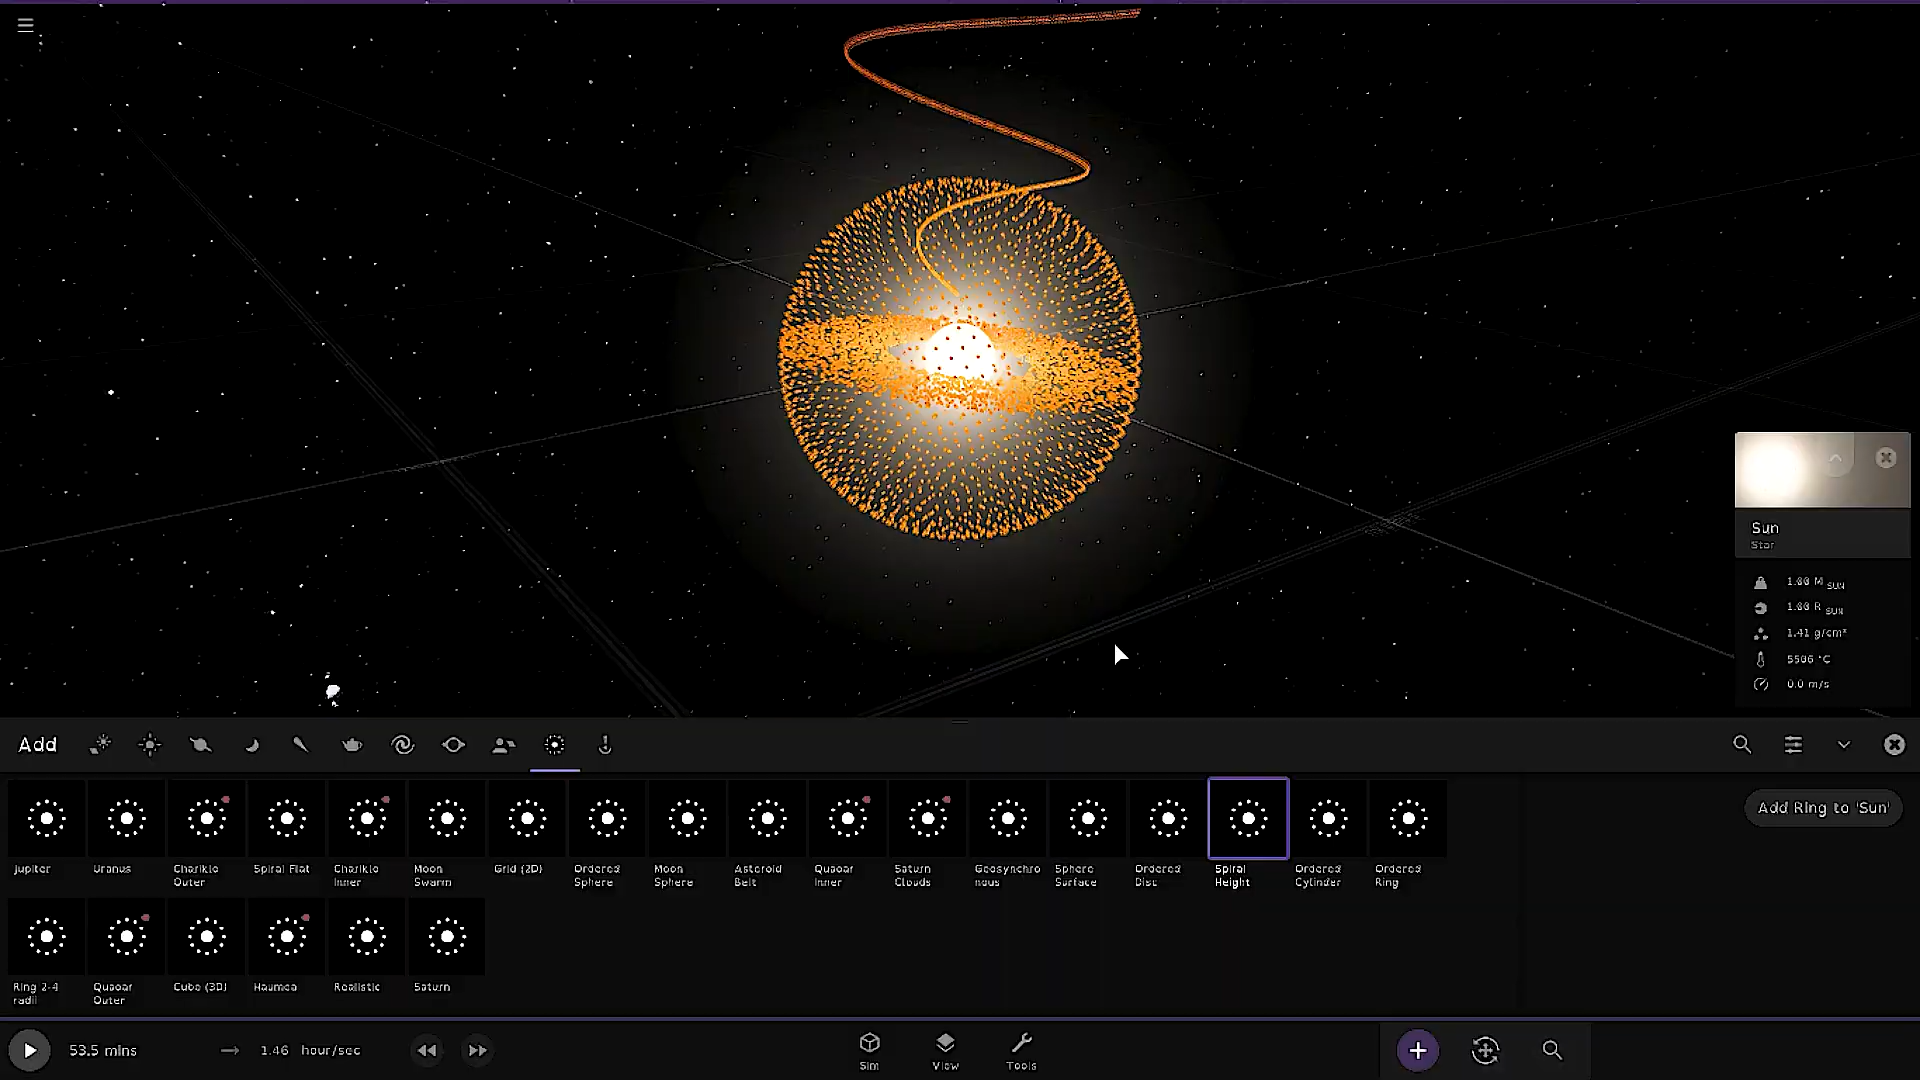 Sun
Star
1.00 M SUN
1.00 R SUN
1.41 g/cm³
5506 °C
0.0 m/s
Add
Add Ring to 'Sun'
Jupiter
Uranus
Chariklo
Outer
Spiral Flat
Chariklo
Inner
Moon
Swarm
Grid (2D)
Ordered
Sphere
Moon
Sphere
Asteroid
Belt
Quaoar
Inner
Saturn
Clouds
Geosynchro
nous
Sphere
Surface
Ordered
Disc
Spiral
Height
Ordered
Cylinder
Ordered
Ring
Ring 2-4
radii
Quaoar
Outer
Cube (3D)
Haumea
Realistic
Saturn
53.5 mins
1.46 hour/sec
Sim
View
Tools